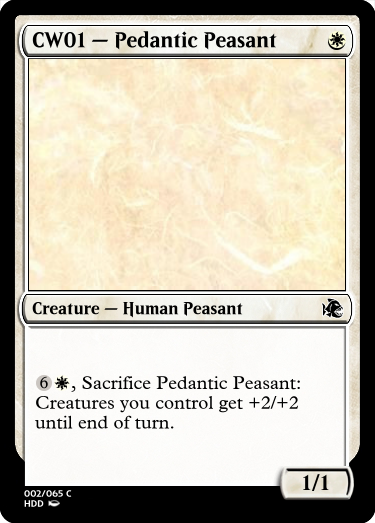 CW01 — Pedantic Peasant
Creature — Human Peasant
6, Sacrifice Pedantic Peasant:
Creatures you control get +2/+2
until end of turn.
1/1
002/065 C
HDD